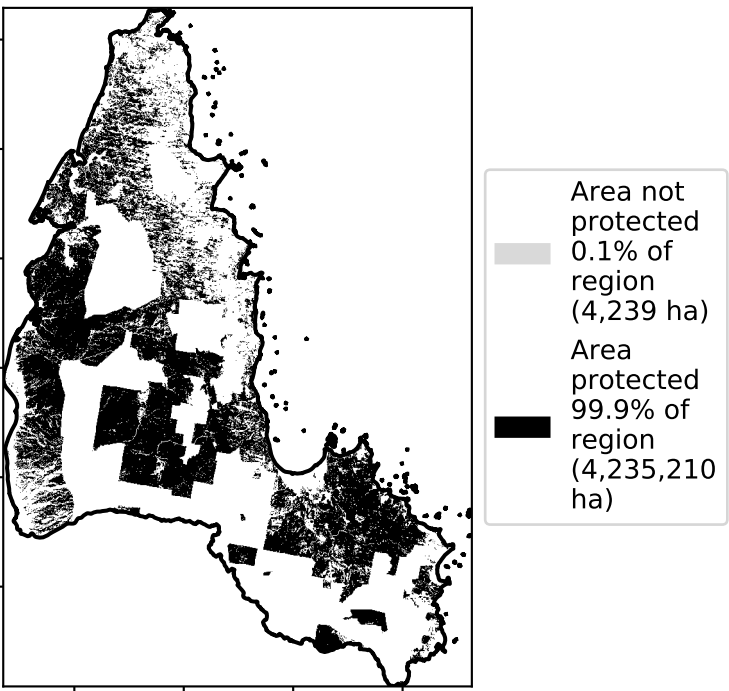 Area not
protected
0.1% of
region
(4,239 ha)
Area
protected
99.9% of
region
(4,235,210
ha)